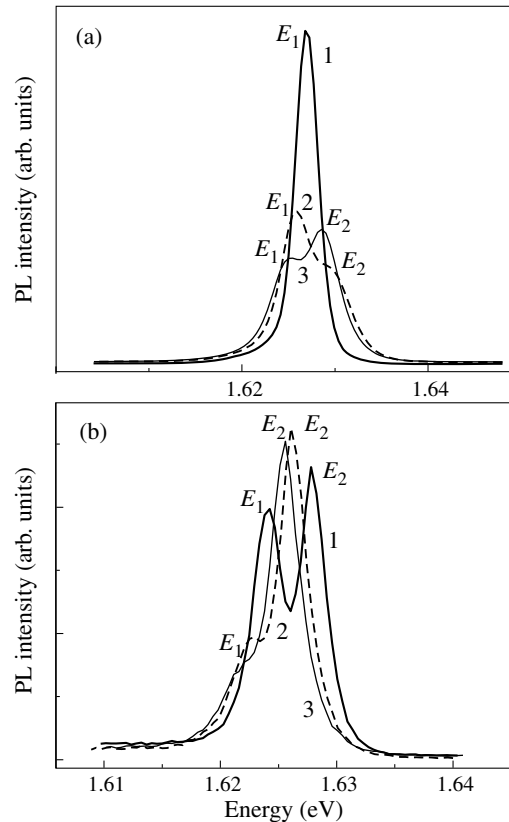 (a)
E₁
1
E₁
2
E₂
E₁
3
E₂
PL intensity (arb. units)
1.62
1.64
(b)
E₂
E₂
E₁
E₂
1
E₁
2
3
PL intensity (arb. units)
1.61
1.62
1.63
1.64
Energy (eV)